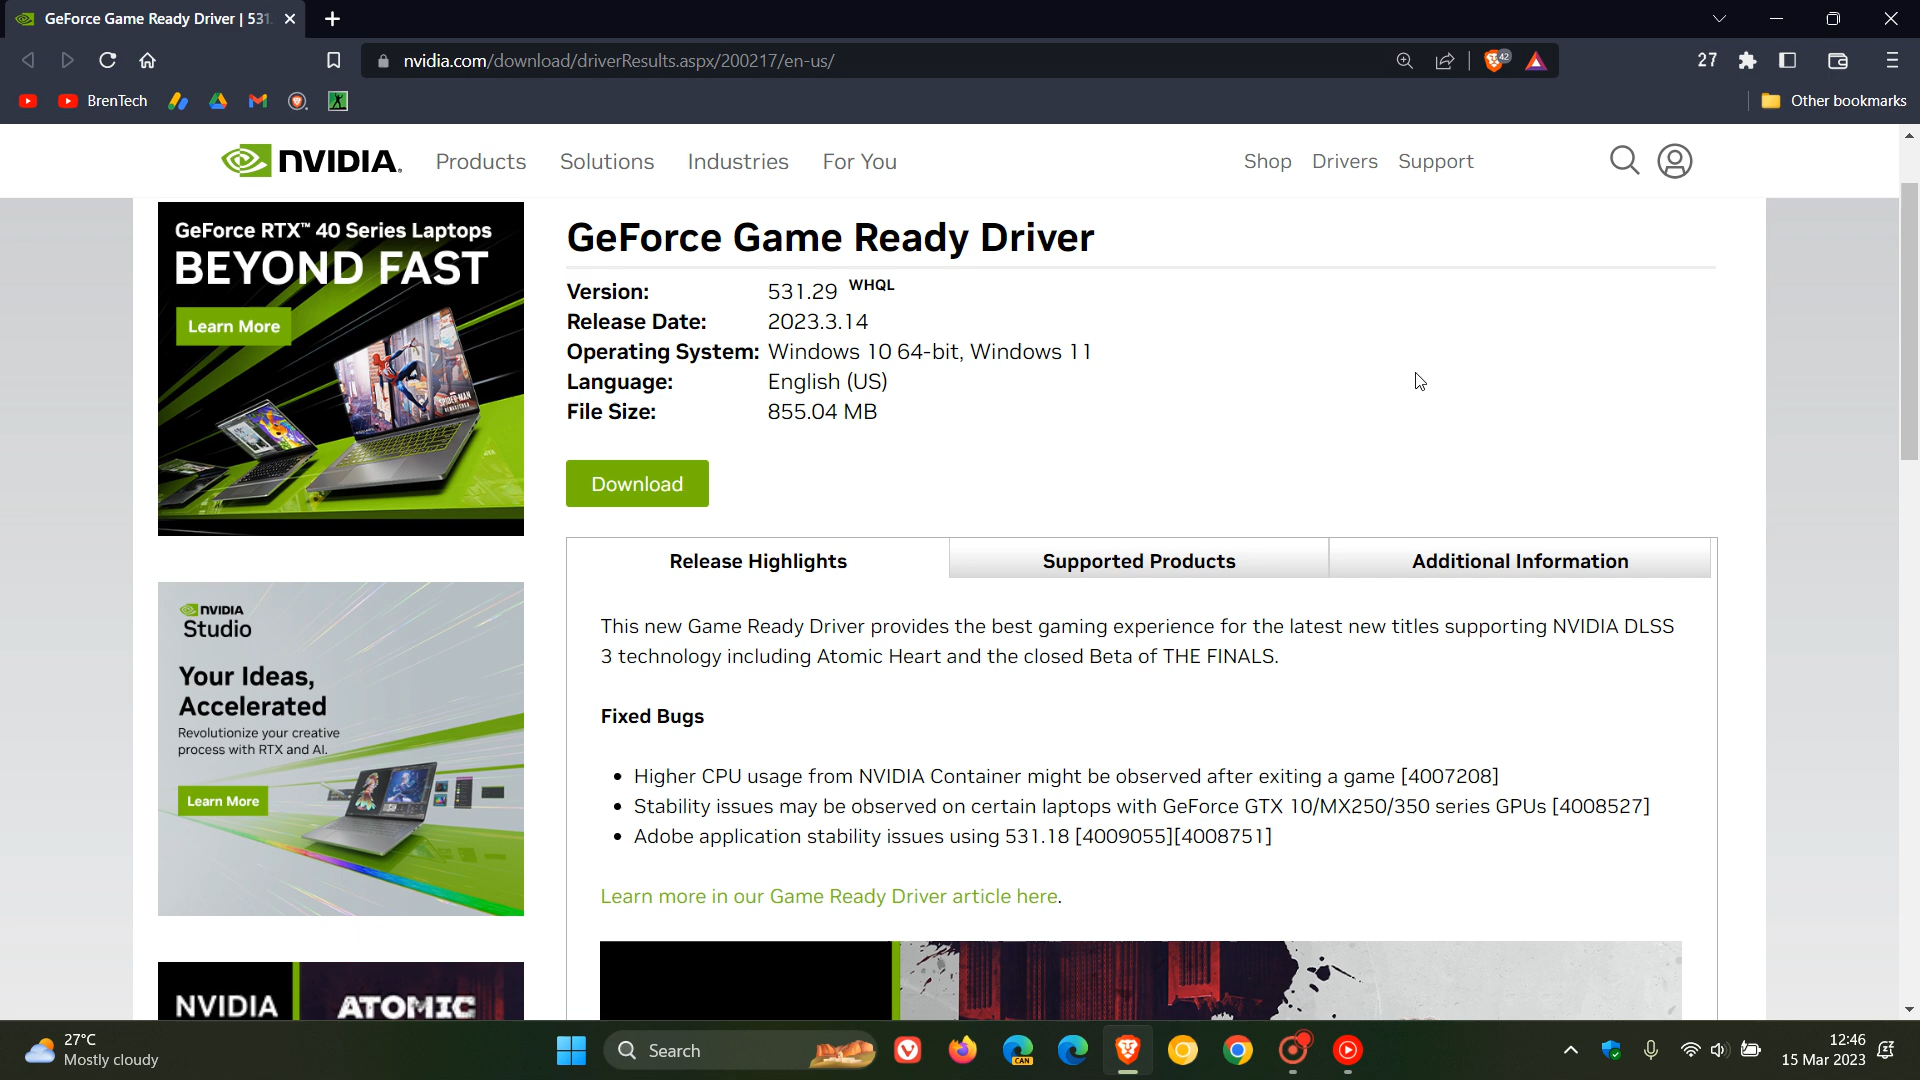 GeForce Game Ready Driver | 531
nvidia.com/download/driverResults.aspx/200217/en-us/
42
27
BrenTech
Other bookmarks
NVIDIA.
Products
Solutions
Industries
For You
Shop
Drivers
Support
GeForce RTX™ 40 Series Laptops
BEYOND FAST
Learn More
GeForce Game Ready Driver
Version: 531.29 WHQL
Release Date: 2023.3.14
Operating System: Windows 10 64-bit, Windows 11
Language: English (US)
File Size: 855.04 MB
Download
Release Highlights
Supported Products
Additional Information
This new Game Ready Driver provides the best gaming experience for the latest new titles supporting NVIDIA DLSS
3 technology including Atomic Heart and the closed Beta of THE FINALS.
Fixed Bugs
• Higher CPU usage from NVIDIA Container might be observed after exiting a game [4007208]
• Stability issues may be observed on certain laptops with GeForce GTX 10/MX250/350 series GPUs [4008527]
• Adobe application stability issues using 531.18 [4009055][4008751]
Learn more in our Game Ready Driver article here.
NVIDIA
Studio
Your Ideas,
Accelerated
Revolutionize your creative
process with RTX and AI.
Learn More
NVIDIA
ATOMIC
27°C
Mostly cloudy
Search
CAN
12:46
15 Mar 2023